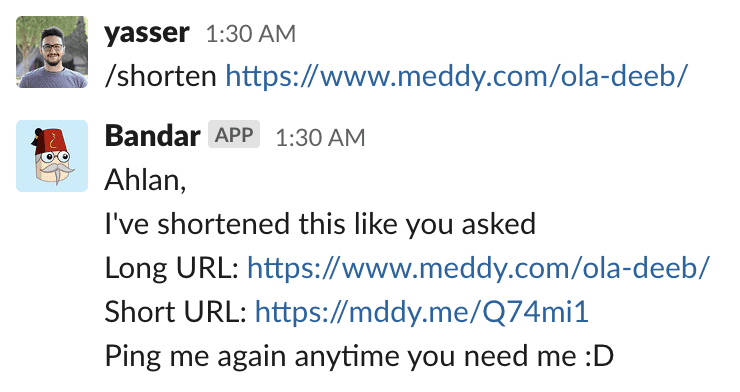 yasser 1:30 AM
/shorten https://www.meddy.com/ola-deeb/
Bandar APP 1:30 AM
Ahlan,
I've shortened this like you asked
Long URL: https://www.meddy.com/ola-deeb/
Short URL: https://mddy.me/Q74mi1
Ping me again anytime you need me :D